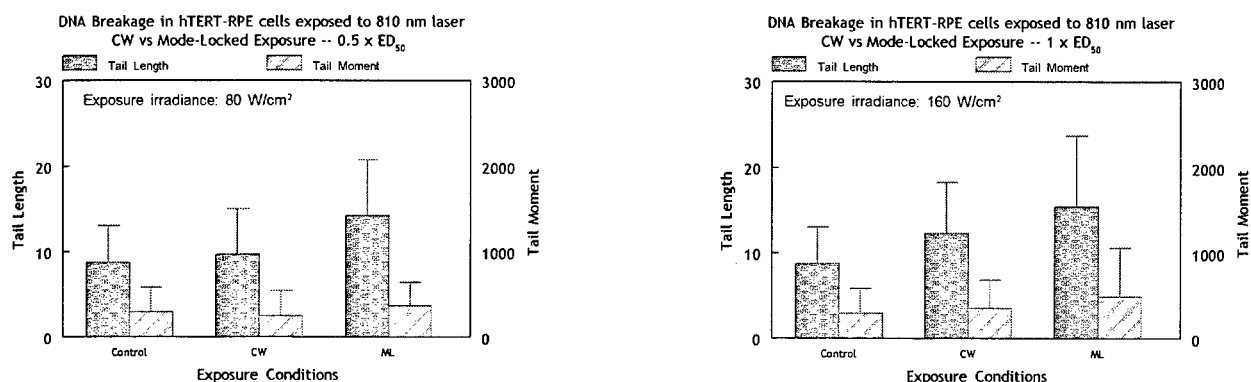 DNA Breakage in hTERT-RPE cells exposed to 810 nm laser
CW vs Mode-Locked Exposure -- 0.5 x ED50
Tail Length
Tail Moment
30
3000
Exposure irradiance: 80 W/cm²
20
2000
10
1000
0
0
Tail Length
Tail Moment
Control
CW
ML
Exposure Conditions
DNA Breakage in hTERT-RPE cells exposed to 810 nm laser
CW vs Mode-Locked Exposure -- 1 x ED50
Tail Length
Tail Moment
30
3000
Exposure irradiance: 160 W/cm²
20
2000
10
1000
0
0
Tail Length
Tail Moment
Control
CW
ML
Exposure Conditions